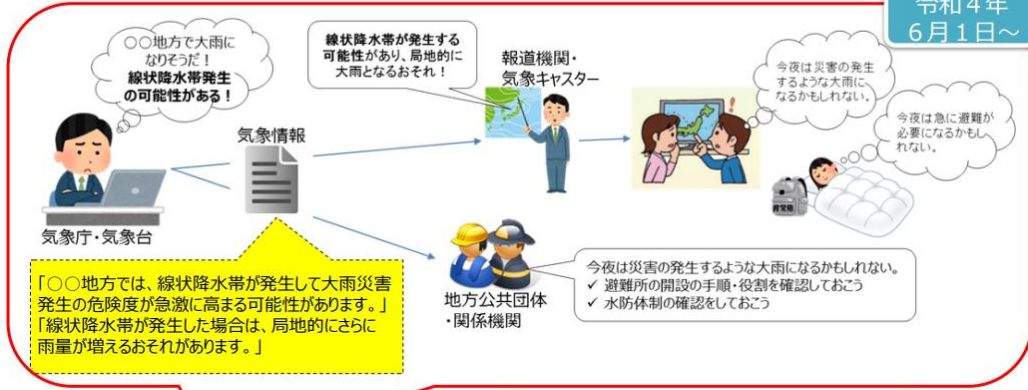 令和４年
６月１日～
○○地方で大雨に
なりそうだ！
線状降水帯発生
の可能性がある！
線状降水帯が発生する
可能性があり、局地的に
大雨となるおそれ！
報道機関・
気象キャスター
今夜は災害の発生
するような大雨に
なるかもしれない。
今夜は急に避難が
必要になるかもし
れない。
気象情報
気象庁・気象台
「○○地方では、線状降水帯が発生して大雨災害
発生の危険度が急激に高まる可能性があります。」
「線状降水帯が発生した場合は、局地的にさらに
雨量が増えるおそれがあります。」
地方公共団体
・関係機関
今夜は災害の発生するような大雨になるかもしれない。
✓ 避難所の開設の手順・役割を確認しておこう
✓ 水防体制の確認をしておこう